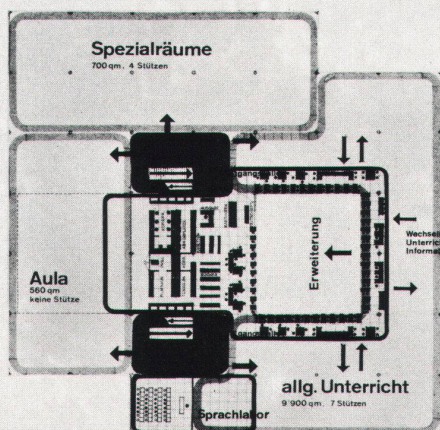 Spezialräume
700 qm, 4 Stützen
Erweiterung
Wechsel
Unterric
Informat
Aula
560 qm
keine Stütze
allg. Unterricht
9'900 qm, 7 Stützen
Sprachlabor